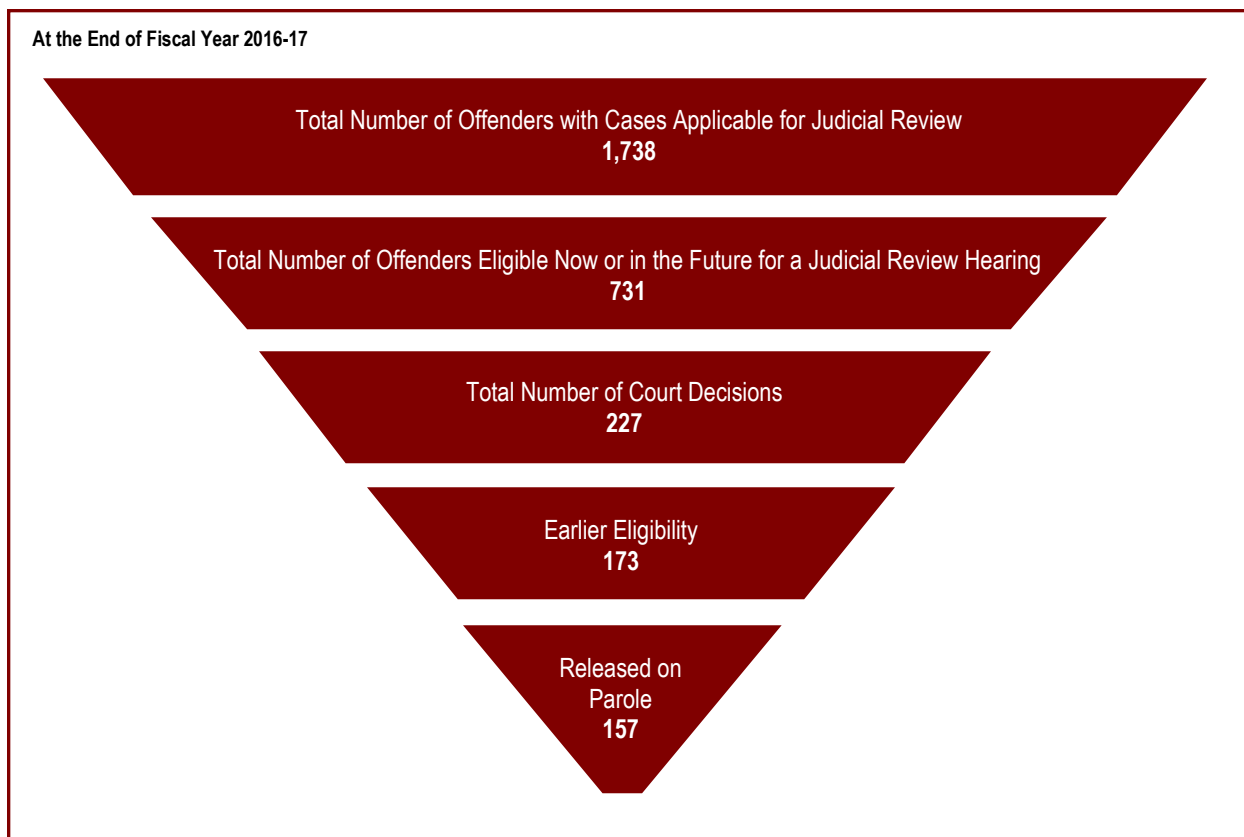 At the End of Fiscal Year 2016-17
Total Number of Offenders with Cases Applicable for Judicial Review
1,738
Total Number of Offenders Eligible Now or in the Future for a Judicial Review Hearing
731
Total Number of Court Decisions
227
Earlier Eligibility
173
Released on
Parole
157